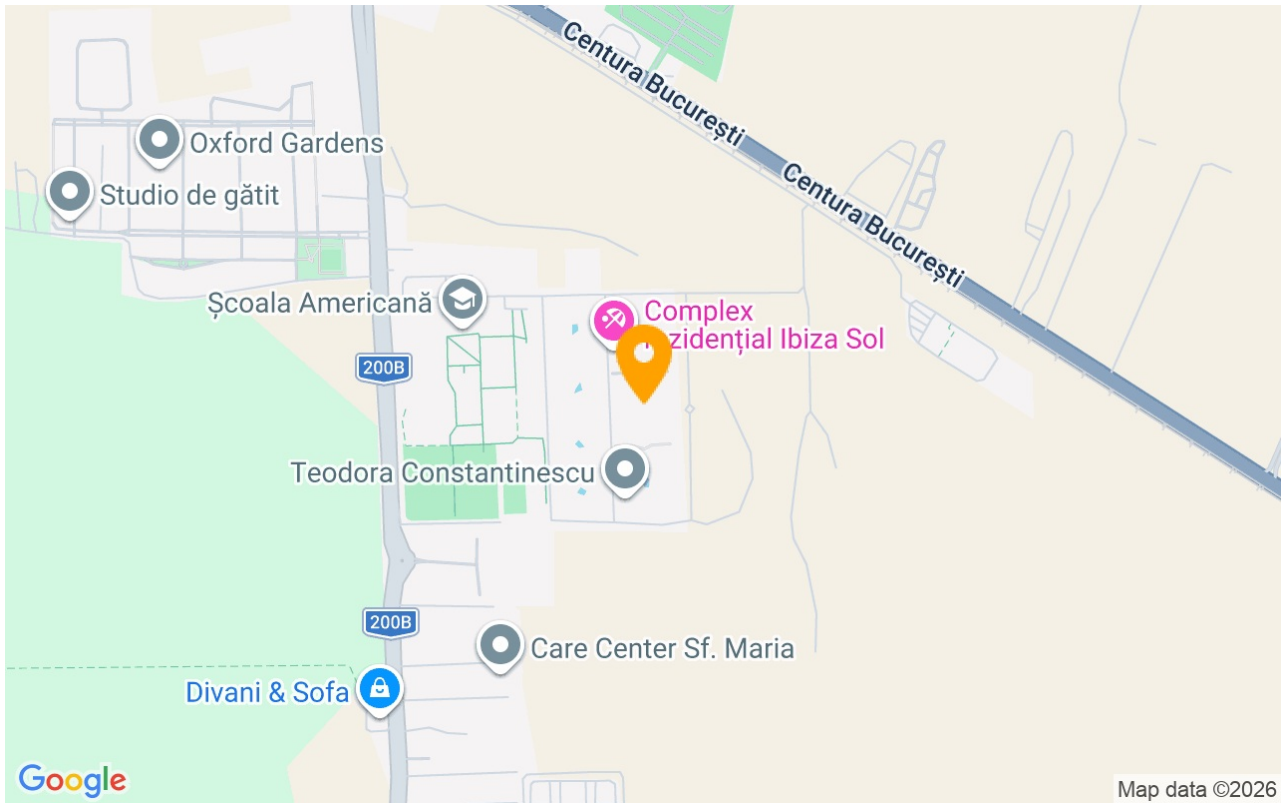 Centura București
Centura București
Oxford Gardens
Studio de gătit
Școala Americană
Complex
zidențial Ibiza Sol
200B
Teodora Constantinescu
200B
Care Center Sf. Maria
Divani & Sofa
Google
Map data ©2026